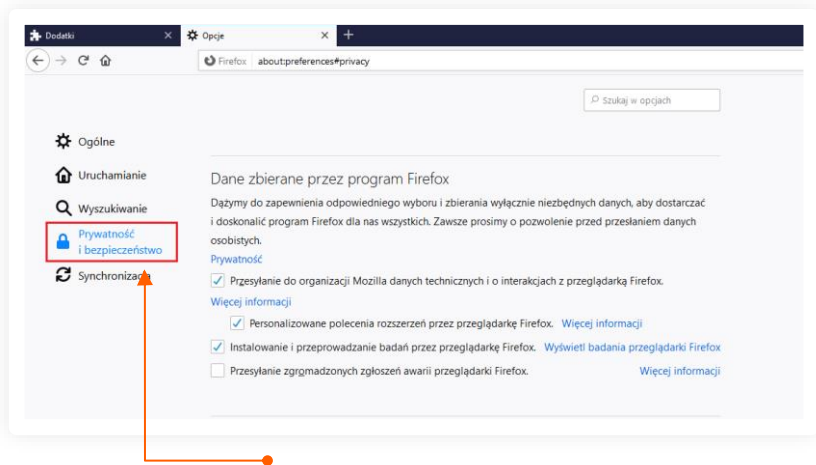 Dodatki
Opcje
Firefox about:preferences#privacy
Szukaj w opcjach
Ogólne
Uruchamianie
Wyszukiwanie
Prywatność
i bezpieczeństwo
Synchronizacja
Dane zbierane przez program Firefox
Dążymy do zapewnienia odpowiedniego wyboru i zbierania wyłącznie niezbędnych danych, aby dostarczać
i doskonalić program Firefox dla nas wszystkich. Zawsze prosimy o pozwolenie przed przesłaniem danych
osobistych.
Prywatność
Przesyłanie do organizacji Mozilla danych technicznych i o interakcjach z przeglądarką Firefox.
Więcej informacji
Personalizowane polecenia rozszerzeń przez przeglądarkę Firefox. Więcej informacji
Instalowanie i przeprowadzanie badań przez przeglądarkę Firefox. Wyświetl badania przeglądarki Firefox
Przesyłanie zgromadzonych zgłoszeń awarii przeglądarki Firefox. Więcej informacji